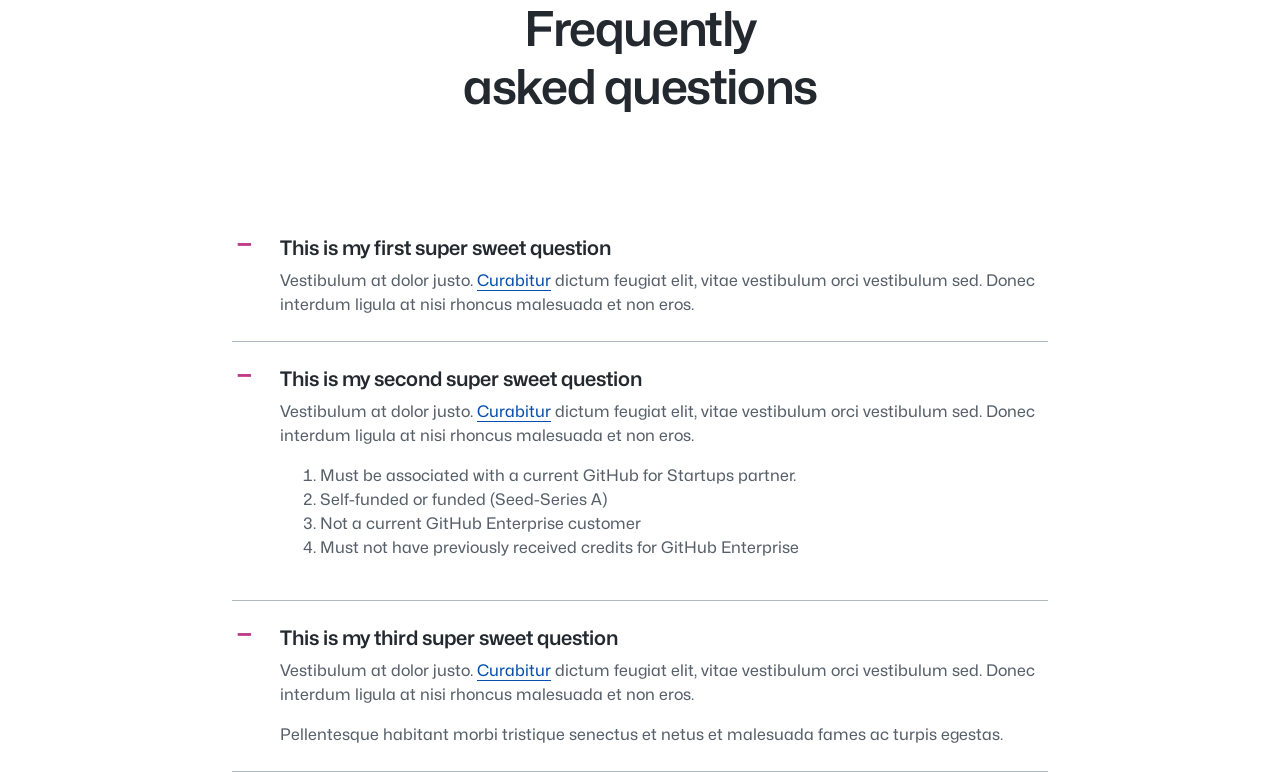 Frequently
asked questions
This is my first super sweet question
Vestibulum at dolor justo. Curabitur dictum feugiat elit, vitae vestibulum orci vestibulum sed. Donec
interdum ligula at nisi rhoncus malesuada et non eros.
This is my second super sweet question
Vestibulum at dolor justo. Curabitur dictum feugiat elit, vitae vestibulum orci vestibulum sed. Donec
interdum ligula at nisi rhoncus malesuada et non eros.
1. Must be associated with a current GitHub for Startups partner.
2. Self-funded or funded (Seed-Series A)
3. Not a current GitHub Enterprise customer
4. Must not have previously received credits for GitHub Enterprise
This is my third super sweet question
Vestibulum at dolor justo. Curabitur dictum feugiat elit, vitae vestibulum orci vestibulum sed. Donec
interdum ligula at nisi rhoncus malesuada et non eros.
Pellentesque habitant morbi tristique senectus et netus et malesuada fames ac turpis egestas.